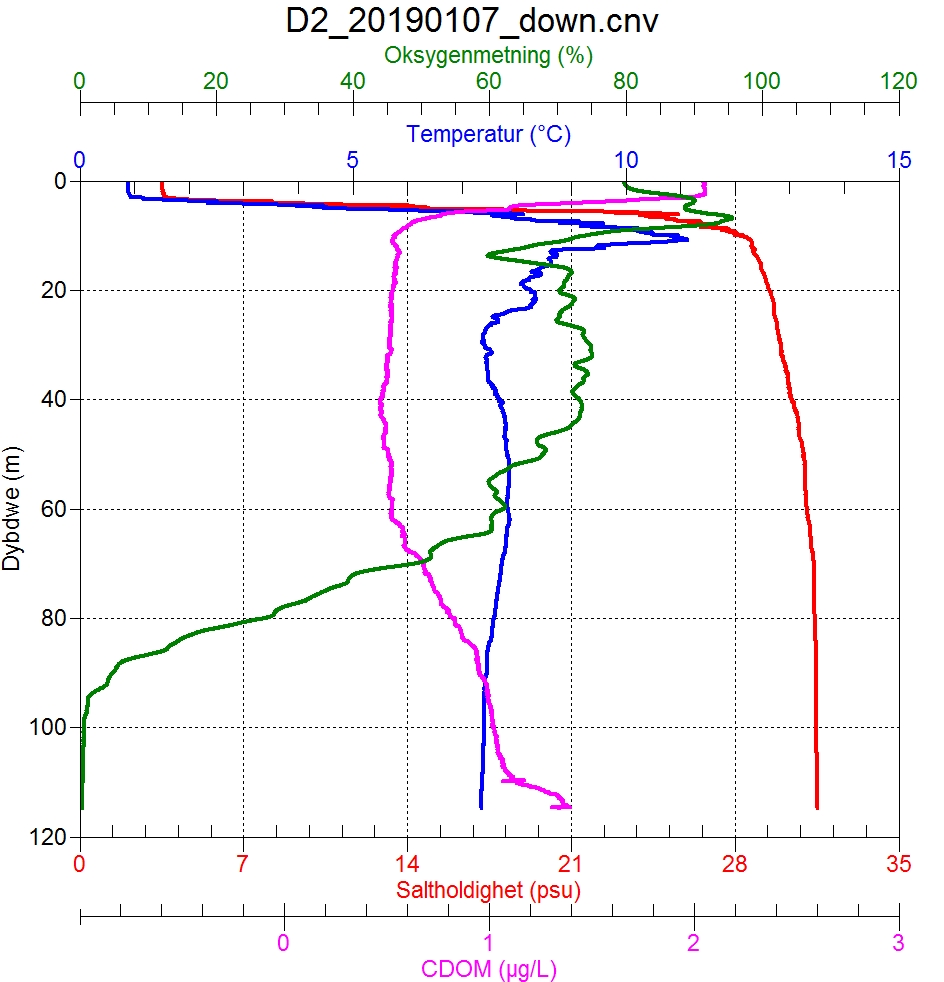 D2_20190107_down.cnv
Oksygenmetning (%)
0 20 40 60 80 100 120
Temperatur (°C)
0 5 10 15
0
20
40
60
80
100
120
Dybdwe (m)
0 7 14 21 28 35
Saltholdighet (psu)
0 1 2 3
CDOM (µg/L)